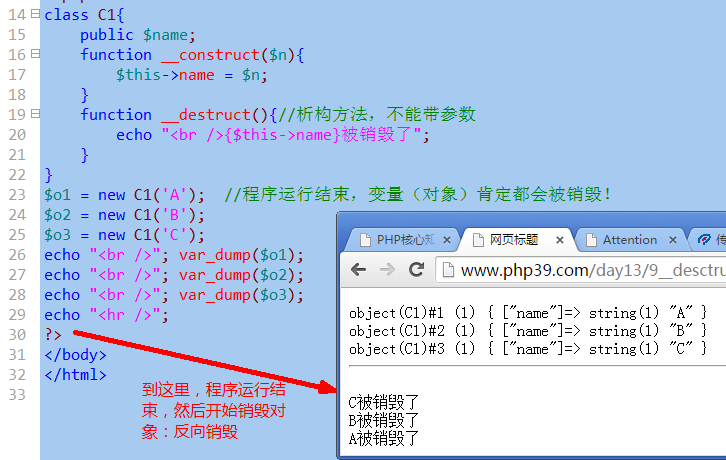 14 class C1{
15 public $name;
16 function __construct($n){
17 $this->name = $n;
18 }
19 function __destruct(){//析构方法，不能带参数
20 echo "<br />{$this->name}被销毁了";
21 }
22 }
23 $o1 = new C1('A'); //程序运行结束，变量（对象）肯定都会被销毁！
24 $o2 = new C1('B');
25 $o3 = new C1('C');
26 echo "<br />"; var_dump($o1);
27 echo "<br />"; var_dump($o2);
28 echo "<br />"; var_dump($o3);
29 echo "<hr />";
30 ?>
31 </body>
32 </html>
33
到这里，程序运行结
束，然后开始销毁对
象：反向销毁
PHP核心 网页标题 Attention
www.php39.com/day13/9__desctru
object(C1)#1 (1) { ["name"]=> string(1) "A" }
object(C1)#2 (1) { ["name"]=> string(1) "B" }
object(C1)#3 (1) { ["name"]=> string(1) "C" }
C被销毁了
B被销毁了
A被销毁了